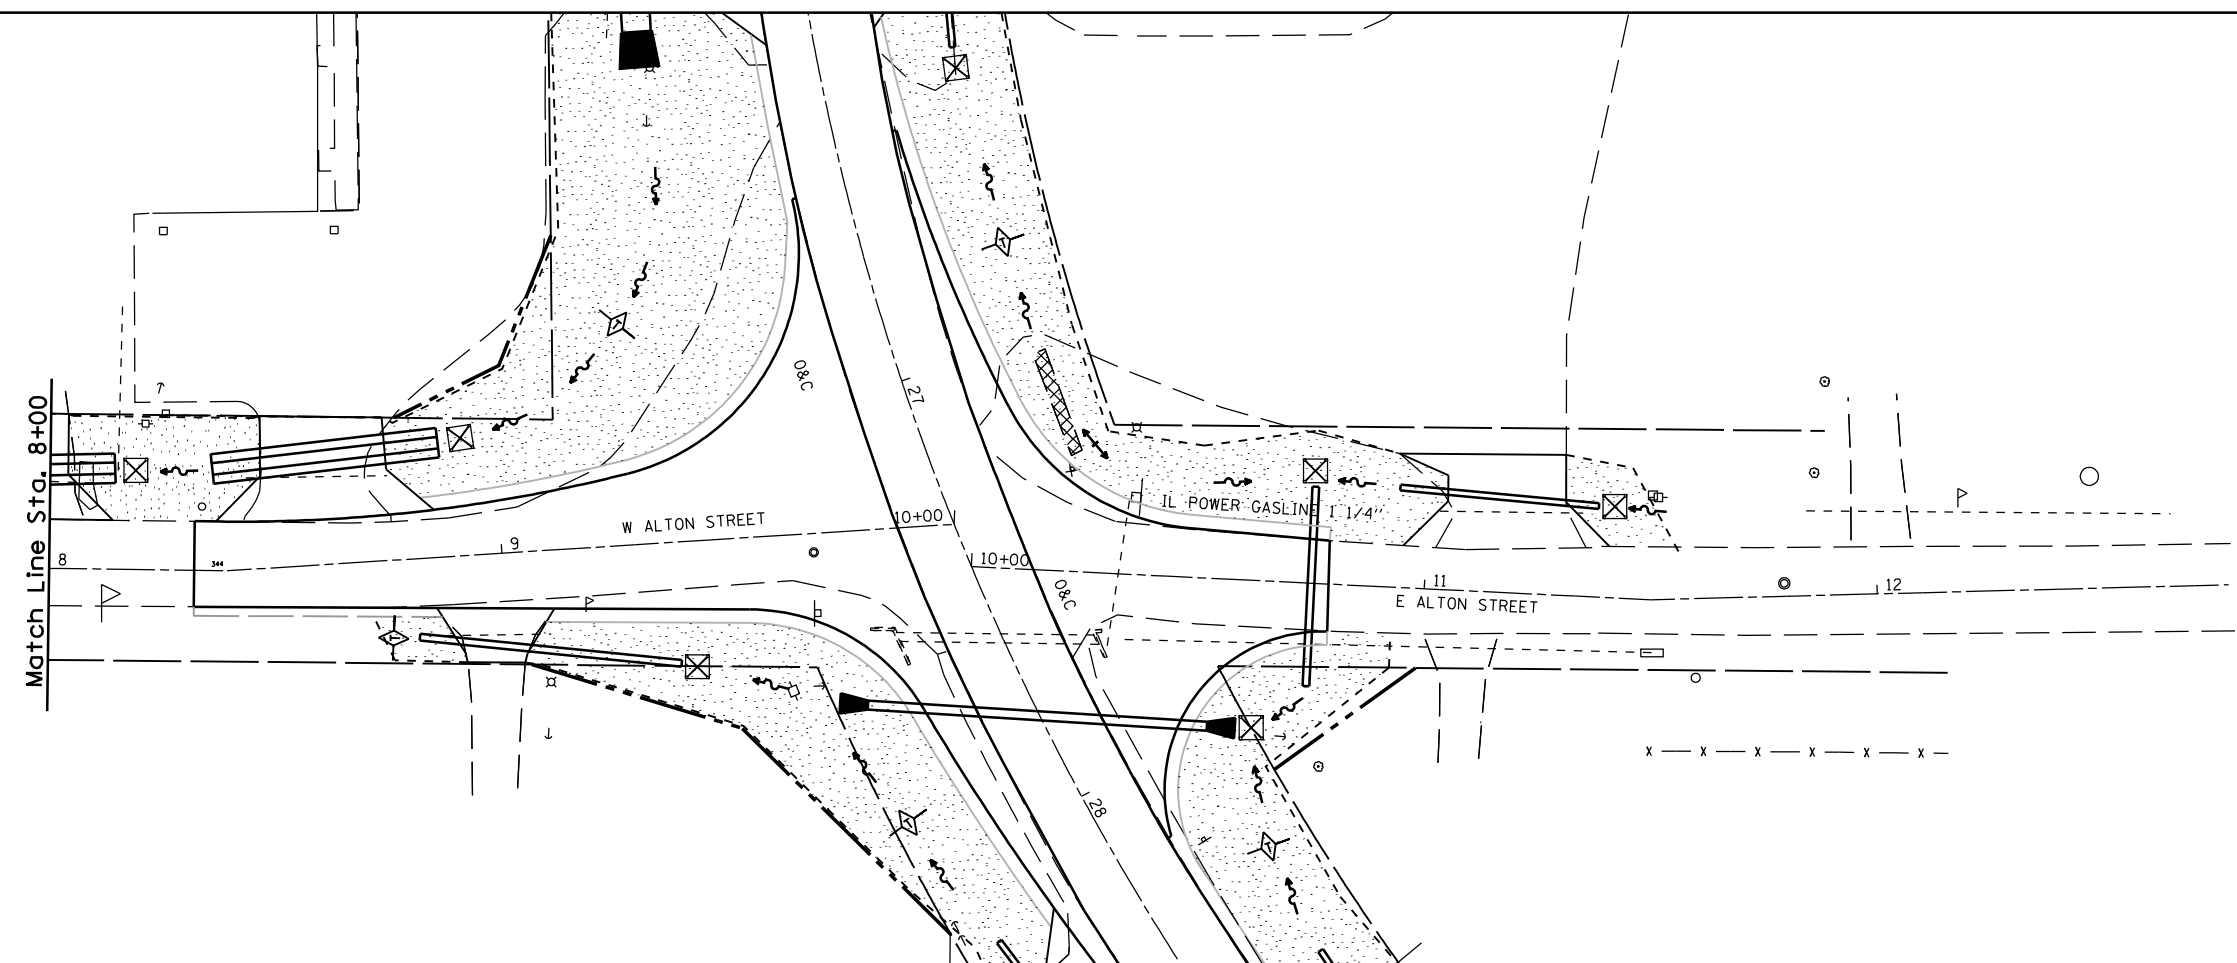 Match Line Sta. 8+00
O&C
27
W ALTON STREET
10+00
IL POWER GASLINE 1 1/4''
8
9
344
10+00
O&C
11
12
E ALTON STREET
28
T
T
T
T
T
x x x x x x